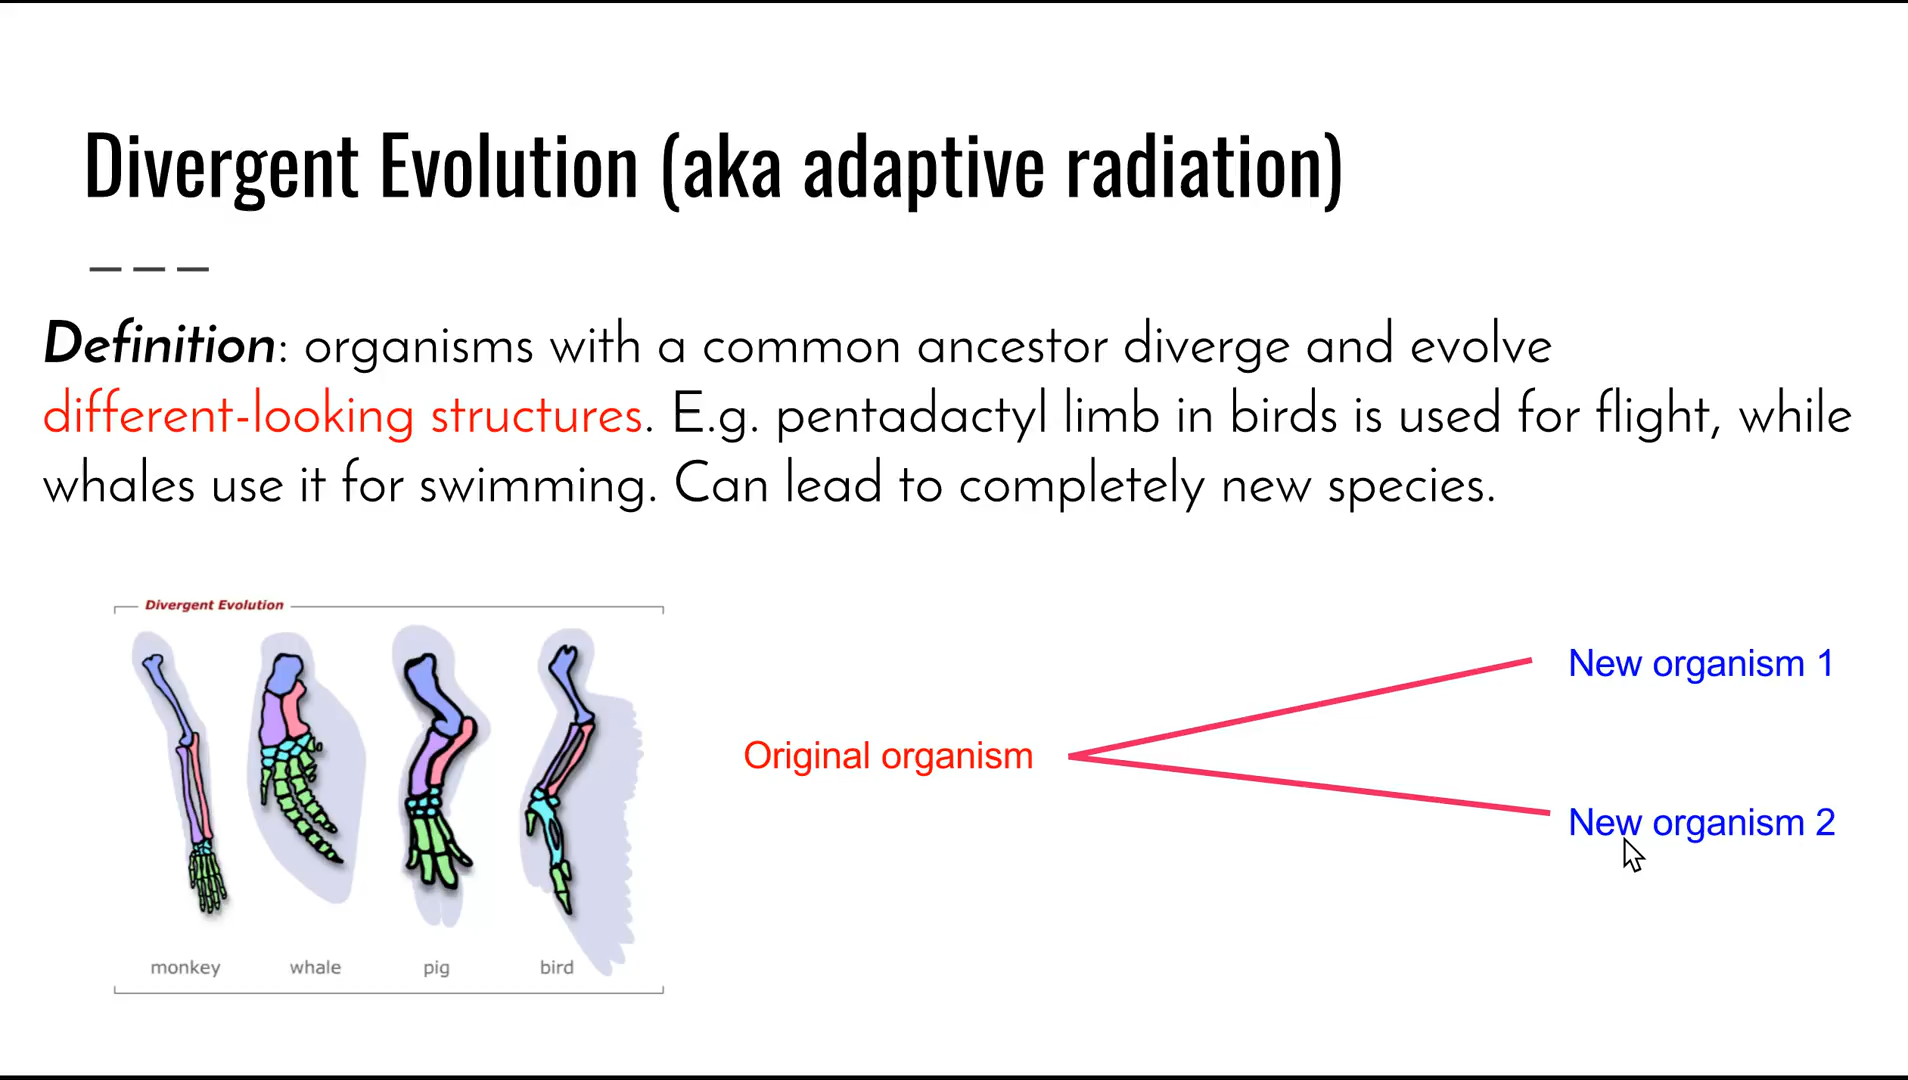 Divergent Evolution (aka adaptive radiation)
Definition: organisms with a common ancestor diverge and evolve
different-looking structures. E.g. pentadactyl limb in birds is used for flight, while
whales use it for swimming. Can lead to completely new species.
Divergent Evolution
monkey whale pig bird
Original organism
New organism 1
New organism 2